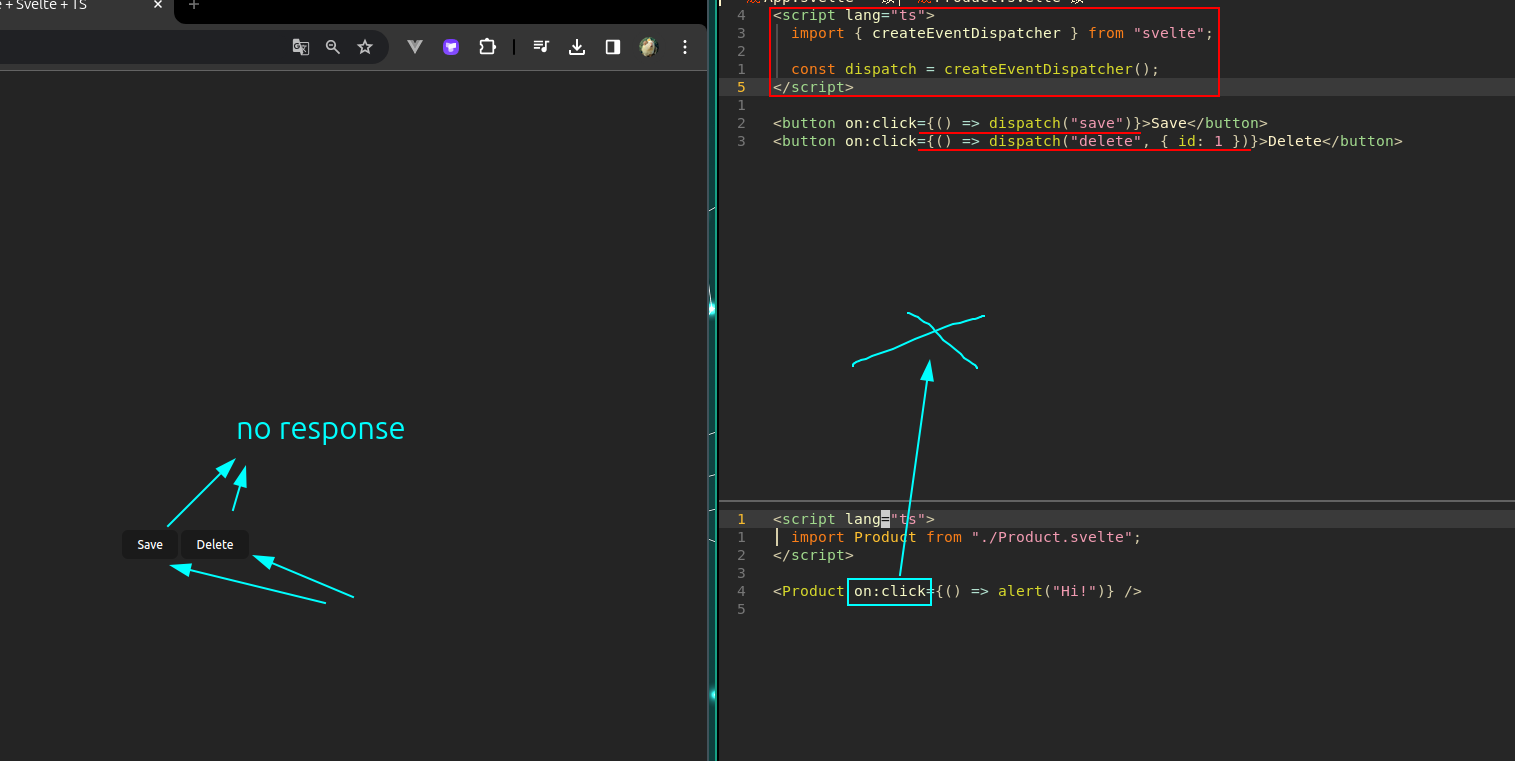 + Svelte + TS
App.svelte
Product.svelte
4 <script lang="ts">
3 import { createEventDispatcher } from "svelte";
2
1 const dispatch = createEventDispatcher();
5 </script>
1
2 <button on:click={() => dispatch("save")}>Save</button>
3 <button on:click={() => dispatch("delete", { id: 1 })}>Delete</button>
no response
Save
Delete
1 <script lang="ts">
1 import Product from "./Product.svelte";
2 </script>
3
4 <Product on:click={() => alert("Hi!")} />
5